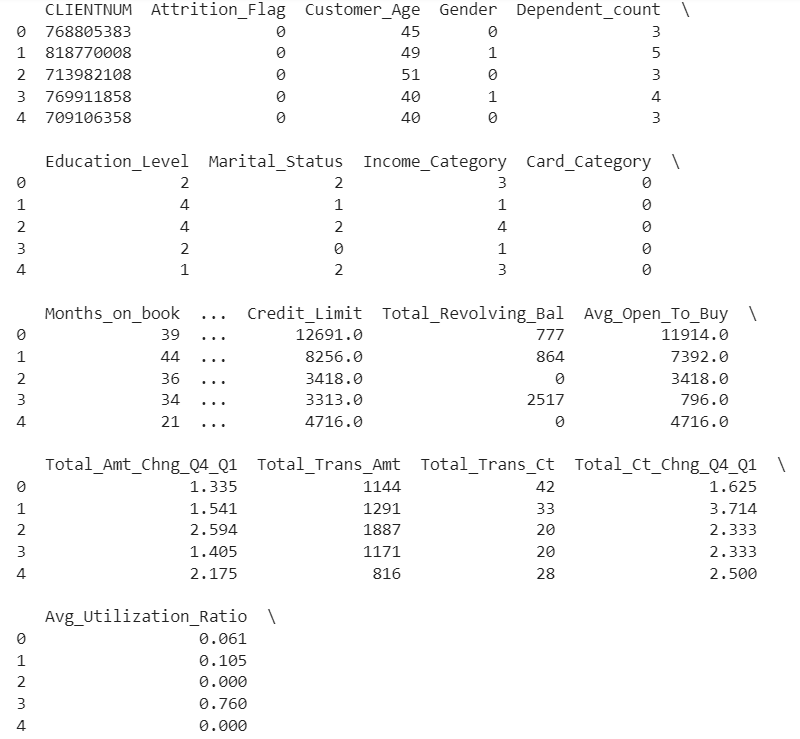 CLIENTNUM Attrition_Flag Customer_Age Gender Dependent_count \
0 768805383 0 45 0 3
1 818770008 0 49 1 5
2 713982108 0 51 0 3
3 769911858 0 40 1 4
4 709106358 0 40 0 3
Education_Level Marital_Status Income_Category Card_Category \
0 2 2 3 0
1 4 1 1 0
2 4 2 4 0
3 2 0 1 0
4 1 2 3 0
Months_on_book ... Credit_Limit Total_Revolving_Bal Avg_Open_To_Buy \
0 39 ... 12691.0 777 11914.0
1 44 ... 8256.0 864 7392.0
2 36 ... 3418.0 0 3418.0
3 34 ... 3313.0 2517 796.0
4 21 ... 4716.0 0 4716.0
Total_Amt_Chng_Q4_Q1 Total_Trans_Amt Total_Trans_Ct Total_Ct_Chng_Q4_Q1 \
0 1.335 1144 42 1.625
1 1.541 1291 33 3.714
2 2.594 1887 20 2.333
3 1.405 1171 20 2.333
4 2.175 816 28 2.500
Avg_Utilization_Ratio \
0 0.061
1 0.105
2 0.000
3 0.760
4 0.000